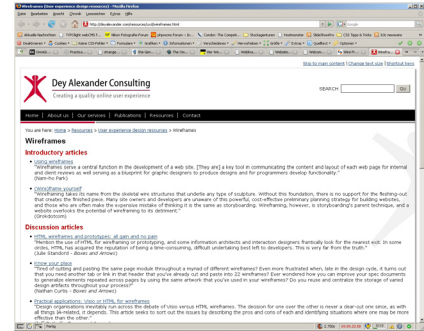 Wireframes (User experience design resources) - Mozilla Firefox
http://deyalexander.com/resources/uxd/wireframes.html
Skip to main content | Change text size | Shortcut keys
Dey Alexander Consulting
Creating a quality online user experience
SEARCH
Go
Home | About us | Our services | Publications | Resources | Contact
You are here: Home > Resources > User experience design resources > Wireframes
Wireframes
Introductory articles
Using wireframes
"Wireframes serve a central function in the development of a web site. [They are] a key tool in communicating the content and layout of each web page for internal
and client reviews as well serving as a blueprint for graphic designers to produce designs and for programmers develop functionality."
(Nam-ho Park)
(Wire)frame yourself
"Wireframing takes its name from the skeletal wire structures that underlie any type of sculpture. Without this foundation, there is no support for the fleshing-out
that creates the finished piece. Many site owners and developers are unaware of this powerful, cost-effective preliminary planning strategy for building websites,
and those who are often make the expensive mistake of thinking it is the same as storyboarding. Wireframing, however, is storyboarding's parent technique, and a
website overlooks the potential of wireframing to its detriment."
(Grokdotcom)
Discussion articles
HTML wireframes and prototypes: all gain and no pain
"Mention the use of HTML for wireframing or prototyping, and some information architects and interaction designers frantically look for the nearest exit. In some
circles, HTML has acquired the reputation of being a time-consuming, difficult undertaking best left to developers. This is very far from the truth."
(Julie Stanford - Boxes and Arrows)
Know your place
"Tired of cutting and pasting the same page module throughout a myriad of different wireframes? Even more frustrated when, late in the design cycle, it turns out
that you need another tab or link in that header that you've already cut and paste into 22 wireframes? Ever wondered how you can improve your specs documents
to generalize elements repeated across pages by using the same artwork that you've used in your wireframes? Do you reuse and centralize the storage of varied
design artifacts throughout your process?"
(Nathan Curtis - Boxes and Arrows)
Practical applications: Visio or HTML for wireframes
"Design organisations inevitably run across the debate of Visio versus HTML wireframes. The decision for one over the other is never a clear-cut one since, as with
all things IA-related, it depends. This article seeks to sort out the issues by describing the pros and cons of each and identifying situations where one may be more
effective than the other."